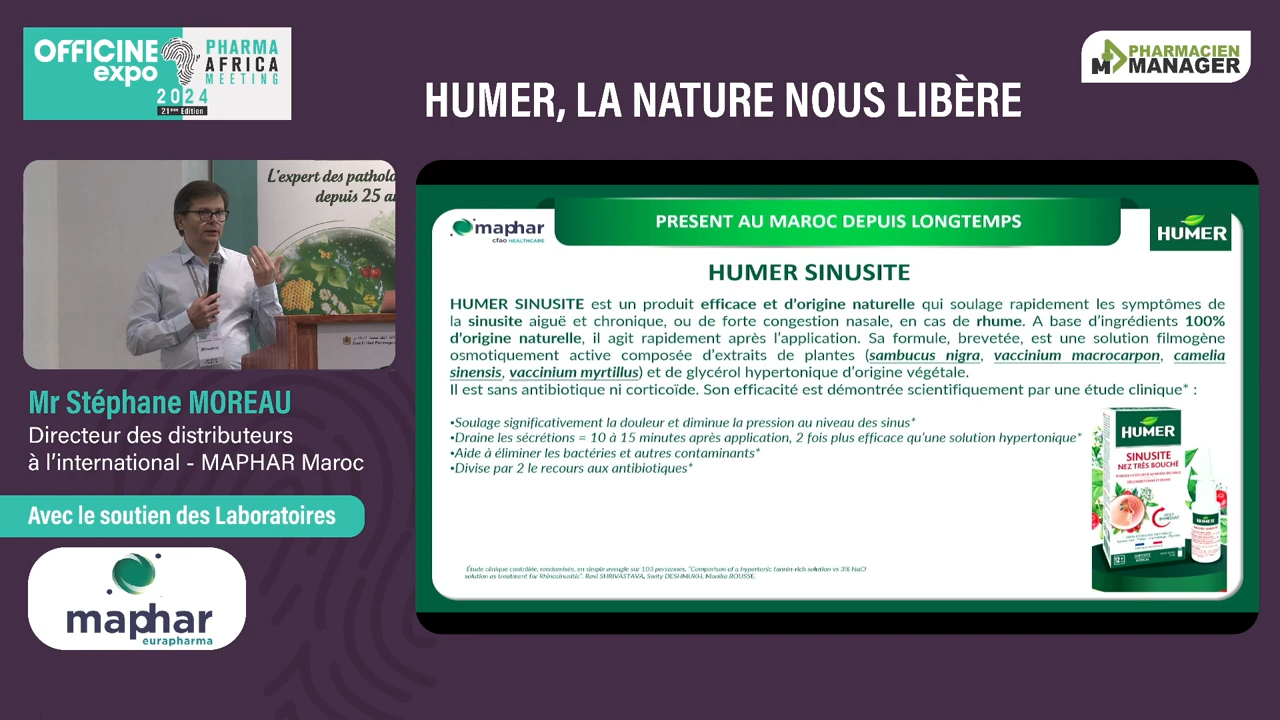 OFFICINE
expo
PHARMA
AFRICA
MEETING
2024
21ème Edition
PHARMACIEN
MANAGER
HUMER, LA NATURE NOUS LIBÈRE
L'expert des patholo
depuis 25 a
Mr Stéphane MOREAU
Directeur des distributeurs
à l'international - MAPHAR Maroc
Avec le soutien des Laboratoires
maphar
eurapharma
maphar
cfao HEALTHCARE
PRESENT AU MAROC DEPUIS LONGTEMPS
HUMER
HUMER SINUSITE
HUMER SINUSITE est un produit efficace et d'origine naturelle qui soulage rapidement les symptômes de
la sinusite aiguë et chronique, ou de forte congestion nasale, en cas de rhume. A base d'ingrédients 100%
d'origine naturelle, il agit rapidement après l'application. Sa formule, brevetée, est une solution filmogène
osmotiquement active composée d'extraits de plantes (sambucus nigra, vaccinium macrocarpon, camelia
sinensis, vaccinium myrtillus) et de glycérol hypertonique d'origine végétale.
Il est sans antibiotique ni corticoïde. Son efficacité est démontrée scientifiquement par une étude clinique* :
•Soulage significativement la douleur et diminue la pression au niveau des sinus*
•Draine les sécrétions = 10 à 15 minutes après application, 2 fois plus efficace qu'une solution hypertonique*
•Aide à éliminer les bactéries et autres contaminants*
•Divise par 2 le recours aux antibiotiques*
HUMER
SINUSITE
NEZ TRÈS BOUCHÉ
HUMER
Étude clinique contrôlée, randomisée, en simple aveugle sur 103 personnes. "Comparison of a hypertonic tannin-rich solution vs 3% NaCl
solution as treatment for Rhinosinusitis". Ravi SHRIVASTAVA, Swity DESHMUKH, Monika ROUSSE.